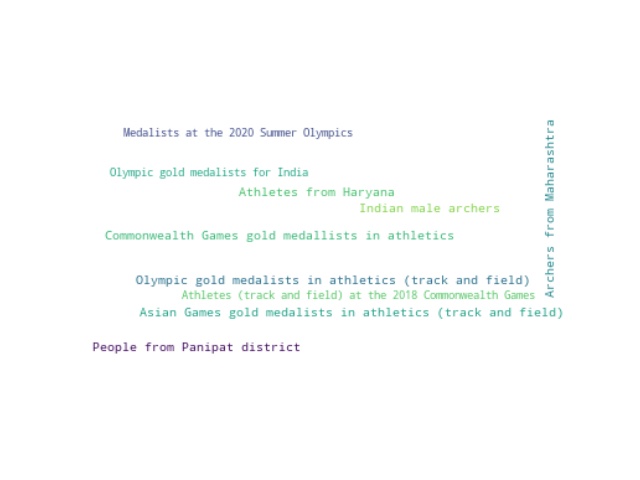 Medalists at the 2020 Summer Olympics
Olympic gold medalists for India
Athletes from Haryana
Indian male archers
Commonwealth Games gold medallists in athletics
Olympic gold medalists in athletics (track and field)
Athletes (track and field) at the 2018 Commonwealth Games
Asian Games gold medalists in athletics (track and field)
People from Panipat district
Archers from Maharashtra